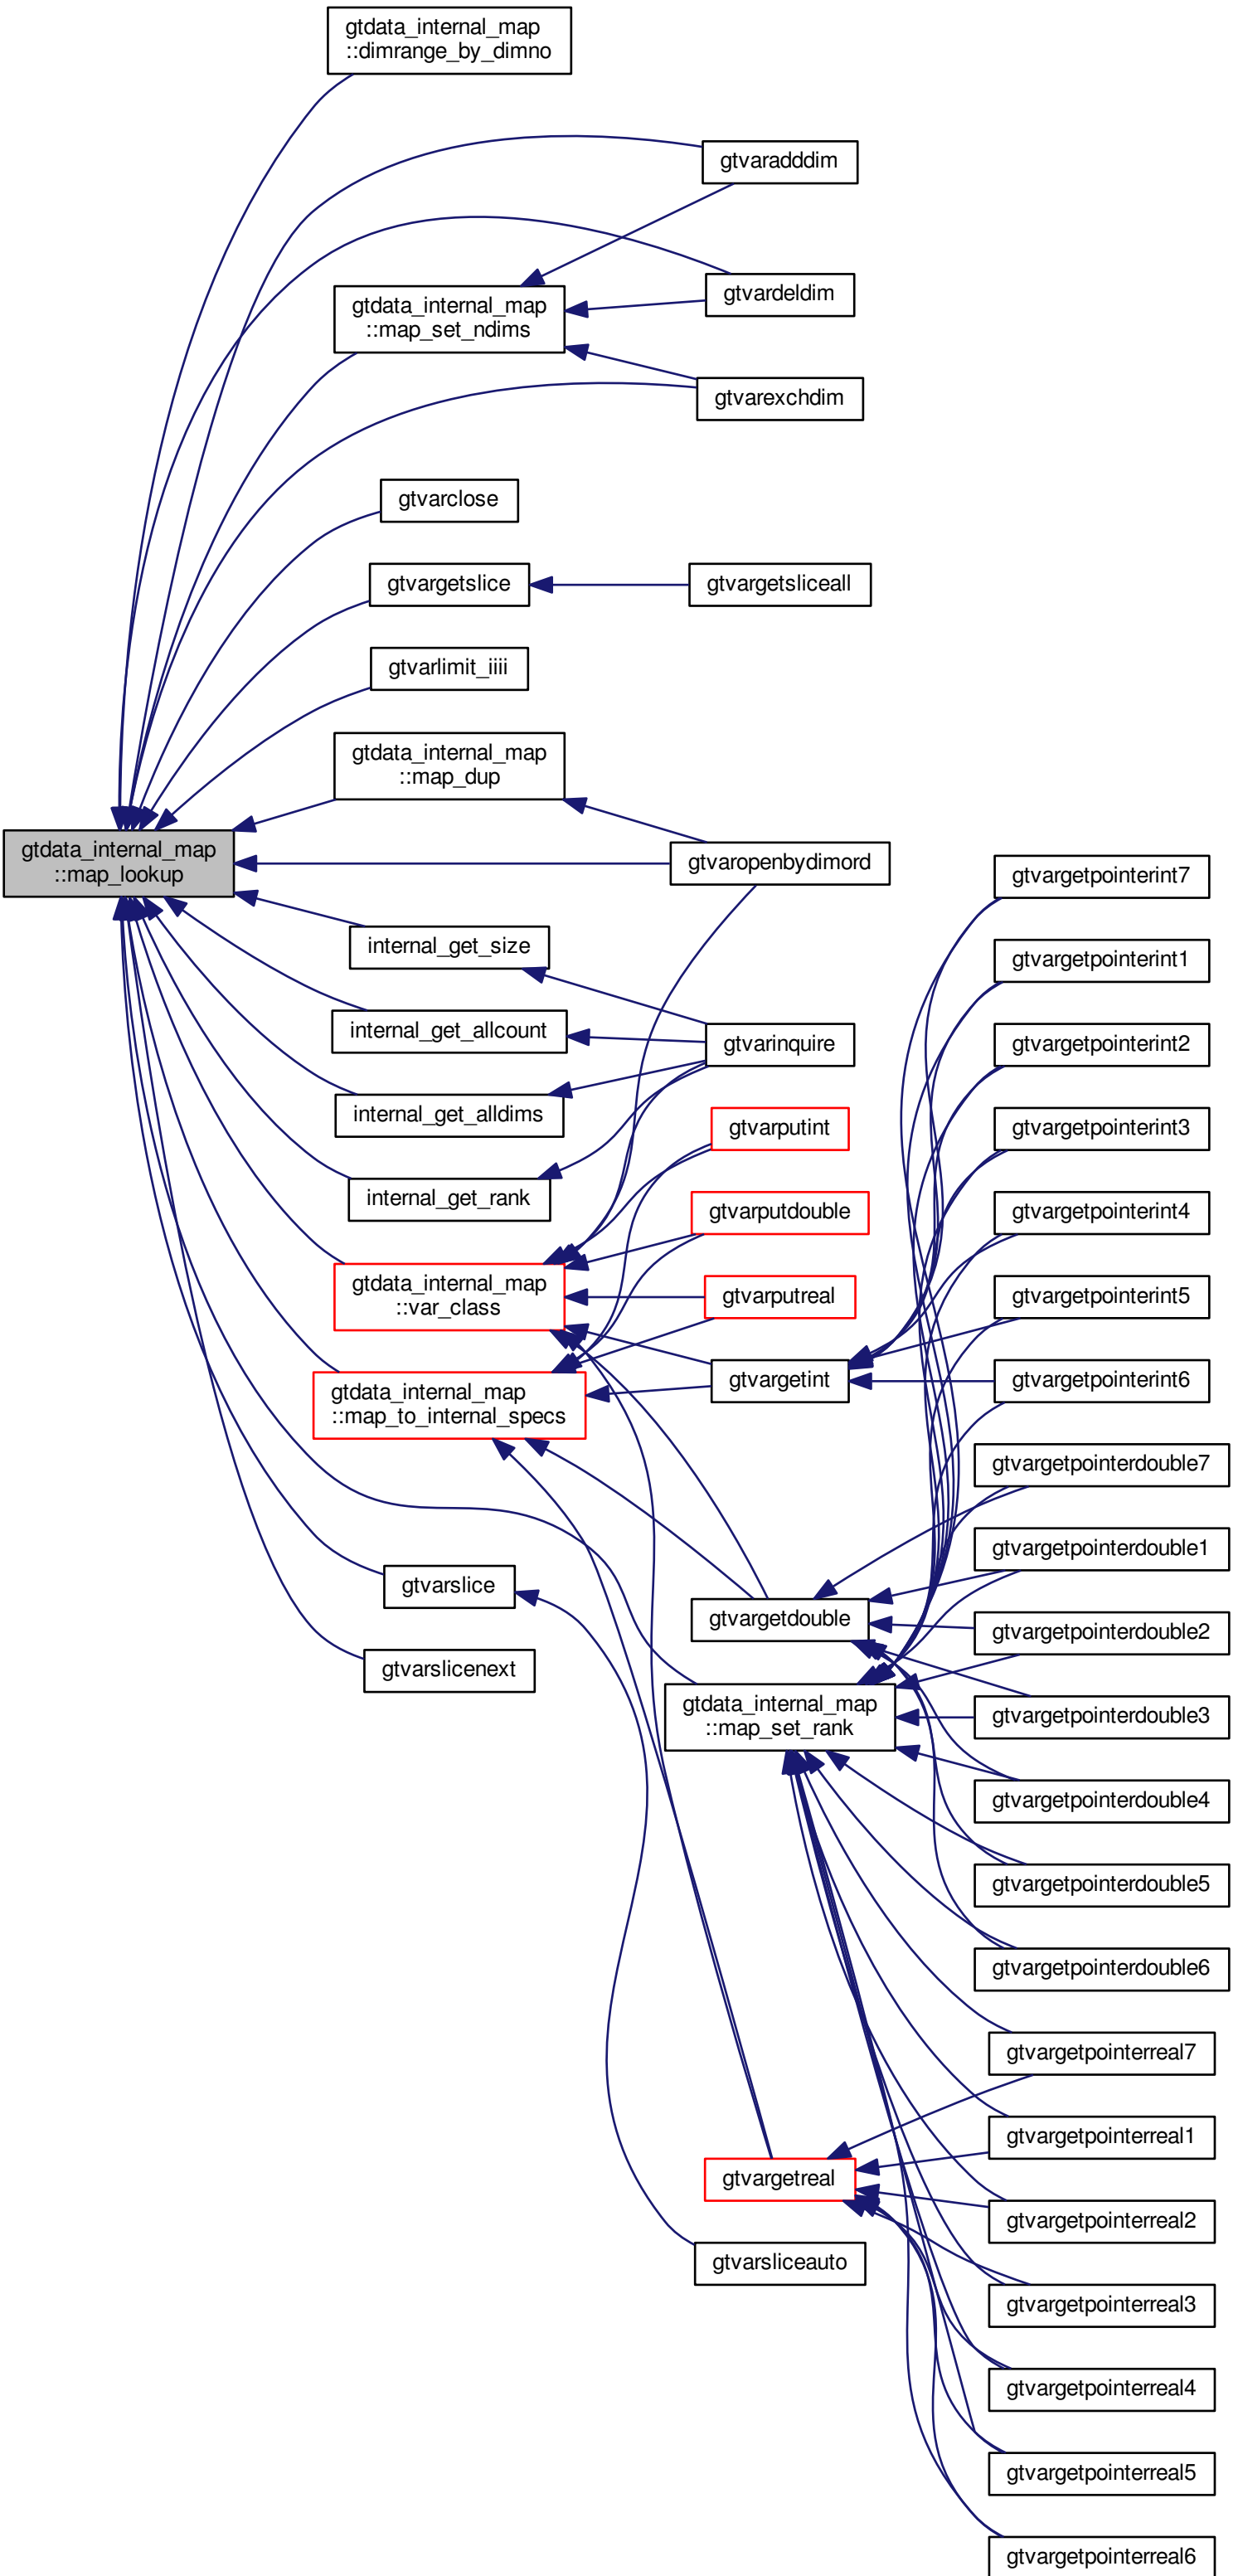 gtdata_internal_map
::dimrange_by_dimno
gtvaradddim
gtdata_internal_map
::map_set_ndims
gtvardeldim
gtvarexchdim
gtvarclose
gtvargetslice
gtvargetsliceall
gtvarlimit_iiii
gtdata_internal_map
::map_dup
gtdata_internal_map
::map_lookup
gtvaropenbydimord
internal_get_size
internal_get_allcount
gtvarinquire
internal_get_alldims
internal_get_rank
gtdata_internal_map
::var_class
gtdata_internal_map
::map_to_internal_specs
gtvarputint
gtvarputdouble
gtvarputreal
gtvargetint
gtvarslice
gtvarslicenext
gtvargetdouble
gtdata_internal_map
::map_set_rank
gtvargetreal
gtvarsliceauto
gtvargetpointerint7
gtvargetpointerint1
gtvargetpointerint2
gtvargetpointerint3
gtvargetpointerint4
gtvargetpointerint5
gtvargetpointerint6
gtvargetpointerdouble7
gtvargetpointerdouble1
gtvargetpointerdouble2
gtvargetpointerdouble3
gtvargetpointerdouble4
gtvargetpointerdouble5
gtvargetpointerdouble6
gtvargetpointerreal7
gtvargetpointerreal1
gtvargetpointerreal2
gtvargetpointerreal3
gtvargetpointerreal4
gtvargetpointerreal5
gtvargetpointerreal6